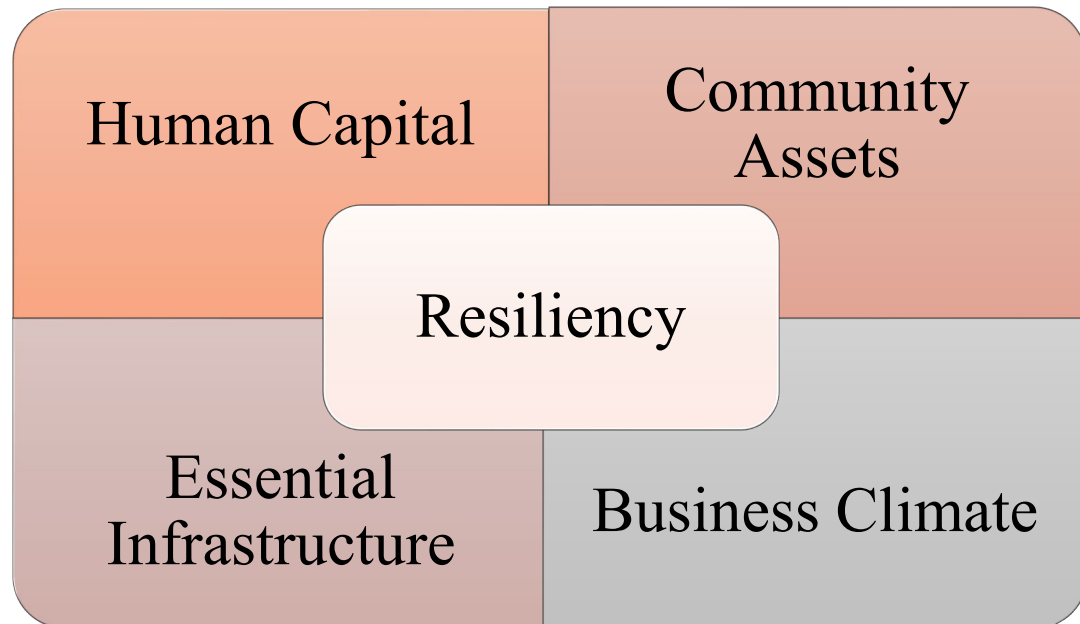 Human Capital
Community
Assets
Resiliency
Essential
Infrastructure
Business Climate